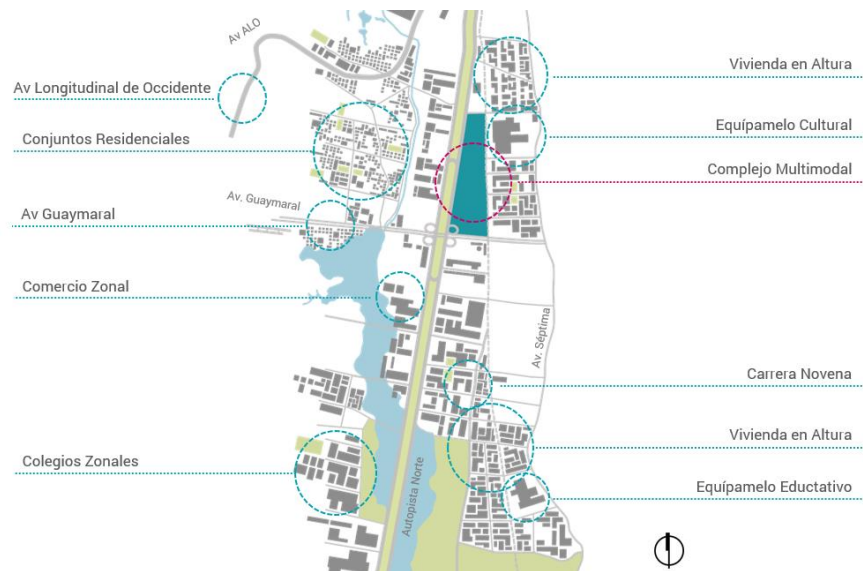 Av ALO
Vivienda en Altura
Av Longitudinal de Occidente
Equípamelo Cultural
Conjuntos Residenciales
Complejo Multimodal
Av. Guaymaral
Av Guaymaral
Comercio Zonal
Av. Séptima
Carrera Novena
Vivienda en Altura
Colegios Zonales
Equípamelo Eductativo
Autopista Norte